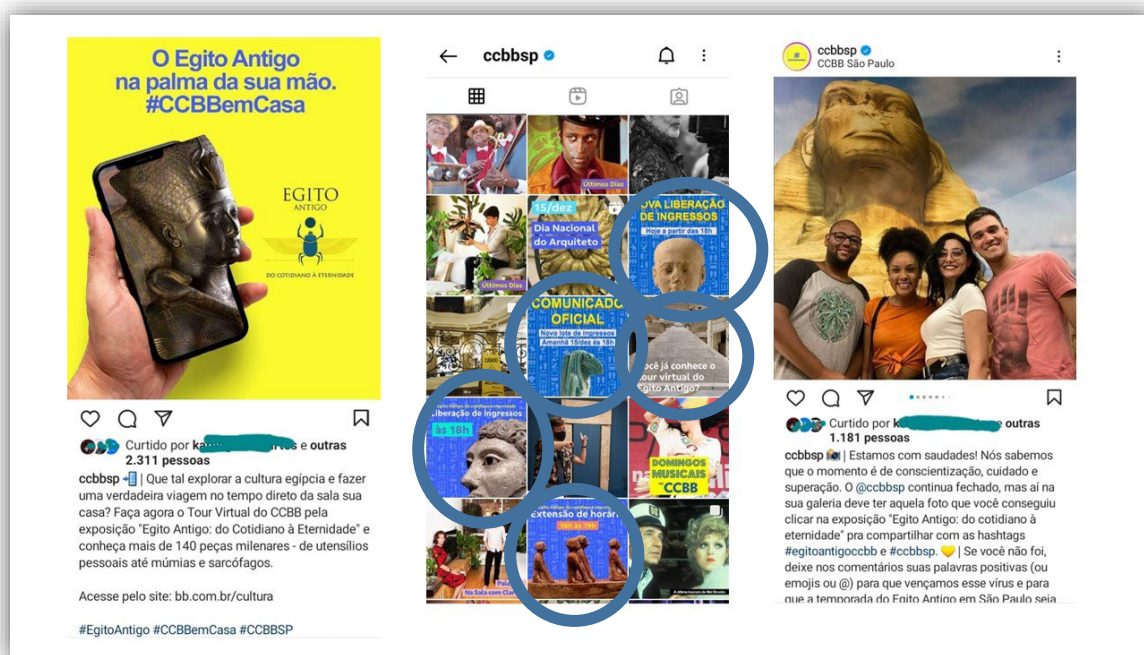 O Egito Antigo
na palma da sua mão.
#CCBBemCasa
EGITO
ANTIGO
DO COTIDIANO À ETERNIDADE
Curtido por
e outras
2.311 pessoas
ccbbsp | Que tal explorar a cultura egípcia e fazer
uma verdadeira viagem no tempo direto da sala sua
casa? Faça agora o Tour Virtual do CCBB pela
exposição "Egito Antigo: do Cotidiano à Eternidade" e
conheça mais de 140 peças milenares - de utensílios
pessoais até múmias e sarcófagos.
Acesse pelo site: bb.com.br/cultura
#EgitoAntigo #CCBBemCasa #CCBBSP
ccbbsp
Últimos Dias
Últimos Dias
15/dez
Dia Nacional
do Arquiteto
OVA LIBERAÇÃO
DE INGRESSOS
Hoje a partir das 18h
COMUNICADO
OFICIAL
Novo lote de ingressos
Amanhã 15/dez às 18h
ocê já conhece o
our virtual do
gito Antigo?
iberação de ingressos
às 18h
DOMINGOS
MUSICAIS
CCBB
Extensão de horár
18h às 19h
Pala
Na Sala com Clar
A última loucura de Mel Brooks
ccbbsp
CCBB São Paulo
Curtido por k
outras
1.181 pessoas
ccbbsp | Estamos com saudades! Nós sabemos
que o momento é de conscientização, cuidado e
superação. O @ccbbsp continua fechado, mas aí na
sua galeria deve ter aquela foto que você conseguiu
clicar na exposição "Egito Antigo: do cotidiano à
eternidade" pra compartilhar com as hashtags
#egitoantigoccbb e #ccbbsp. | Se você não foi,
deixe nos comentários suas palavras positivas (ou
emojis ou @) para que vençamos esse vírus e para
que a temporada do Egito Antigo em São Paulo seja